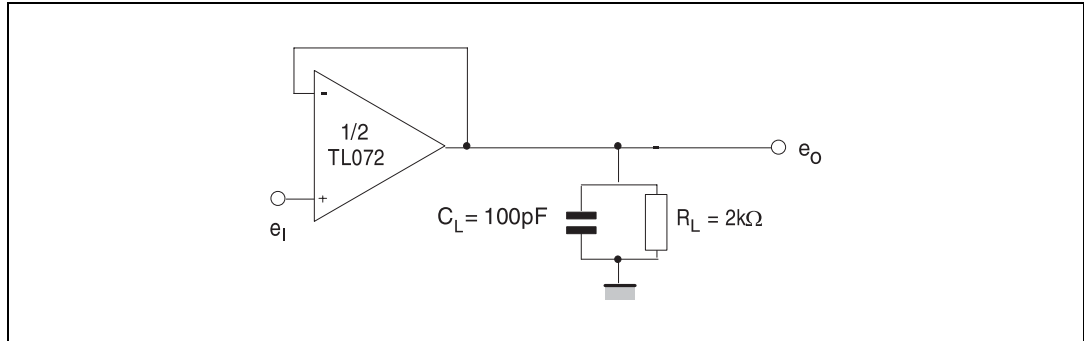 -
1/2
TL072
+
e_I
e_O
C_L = 100pF
R_L = 2kΩ